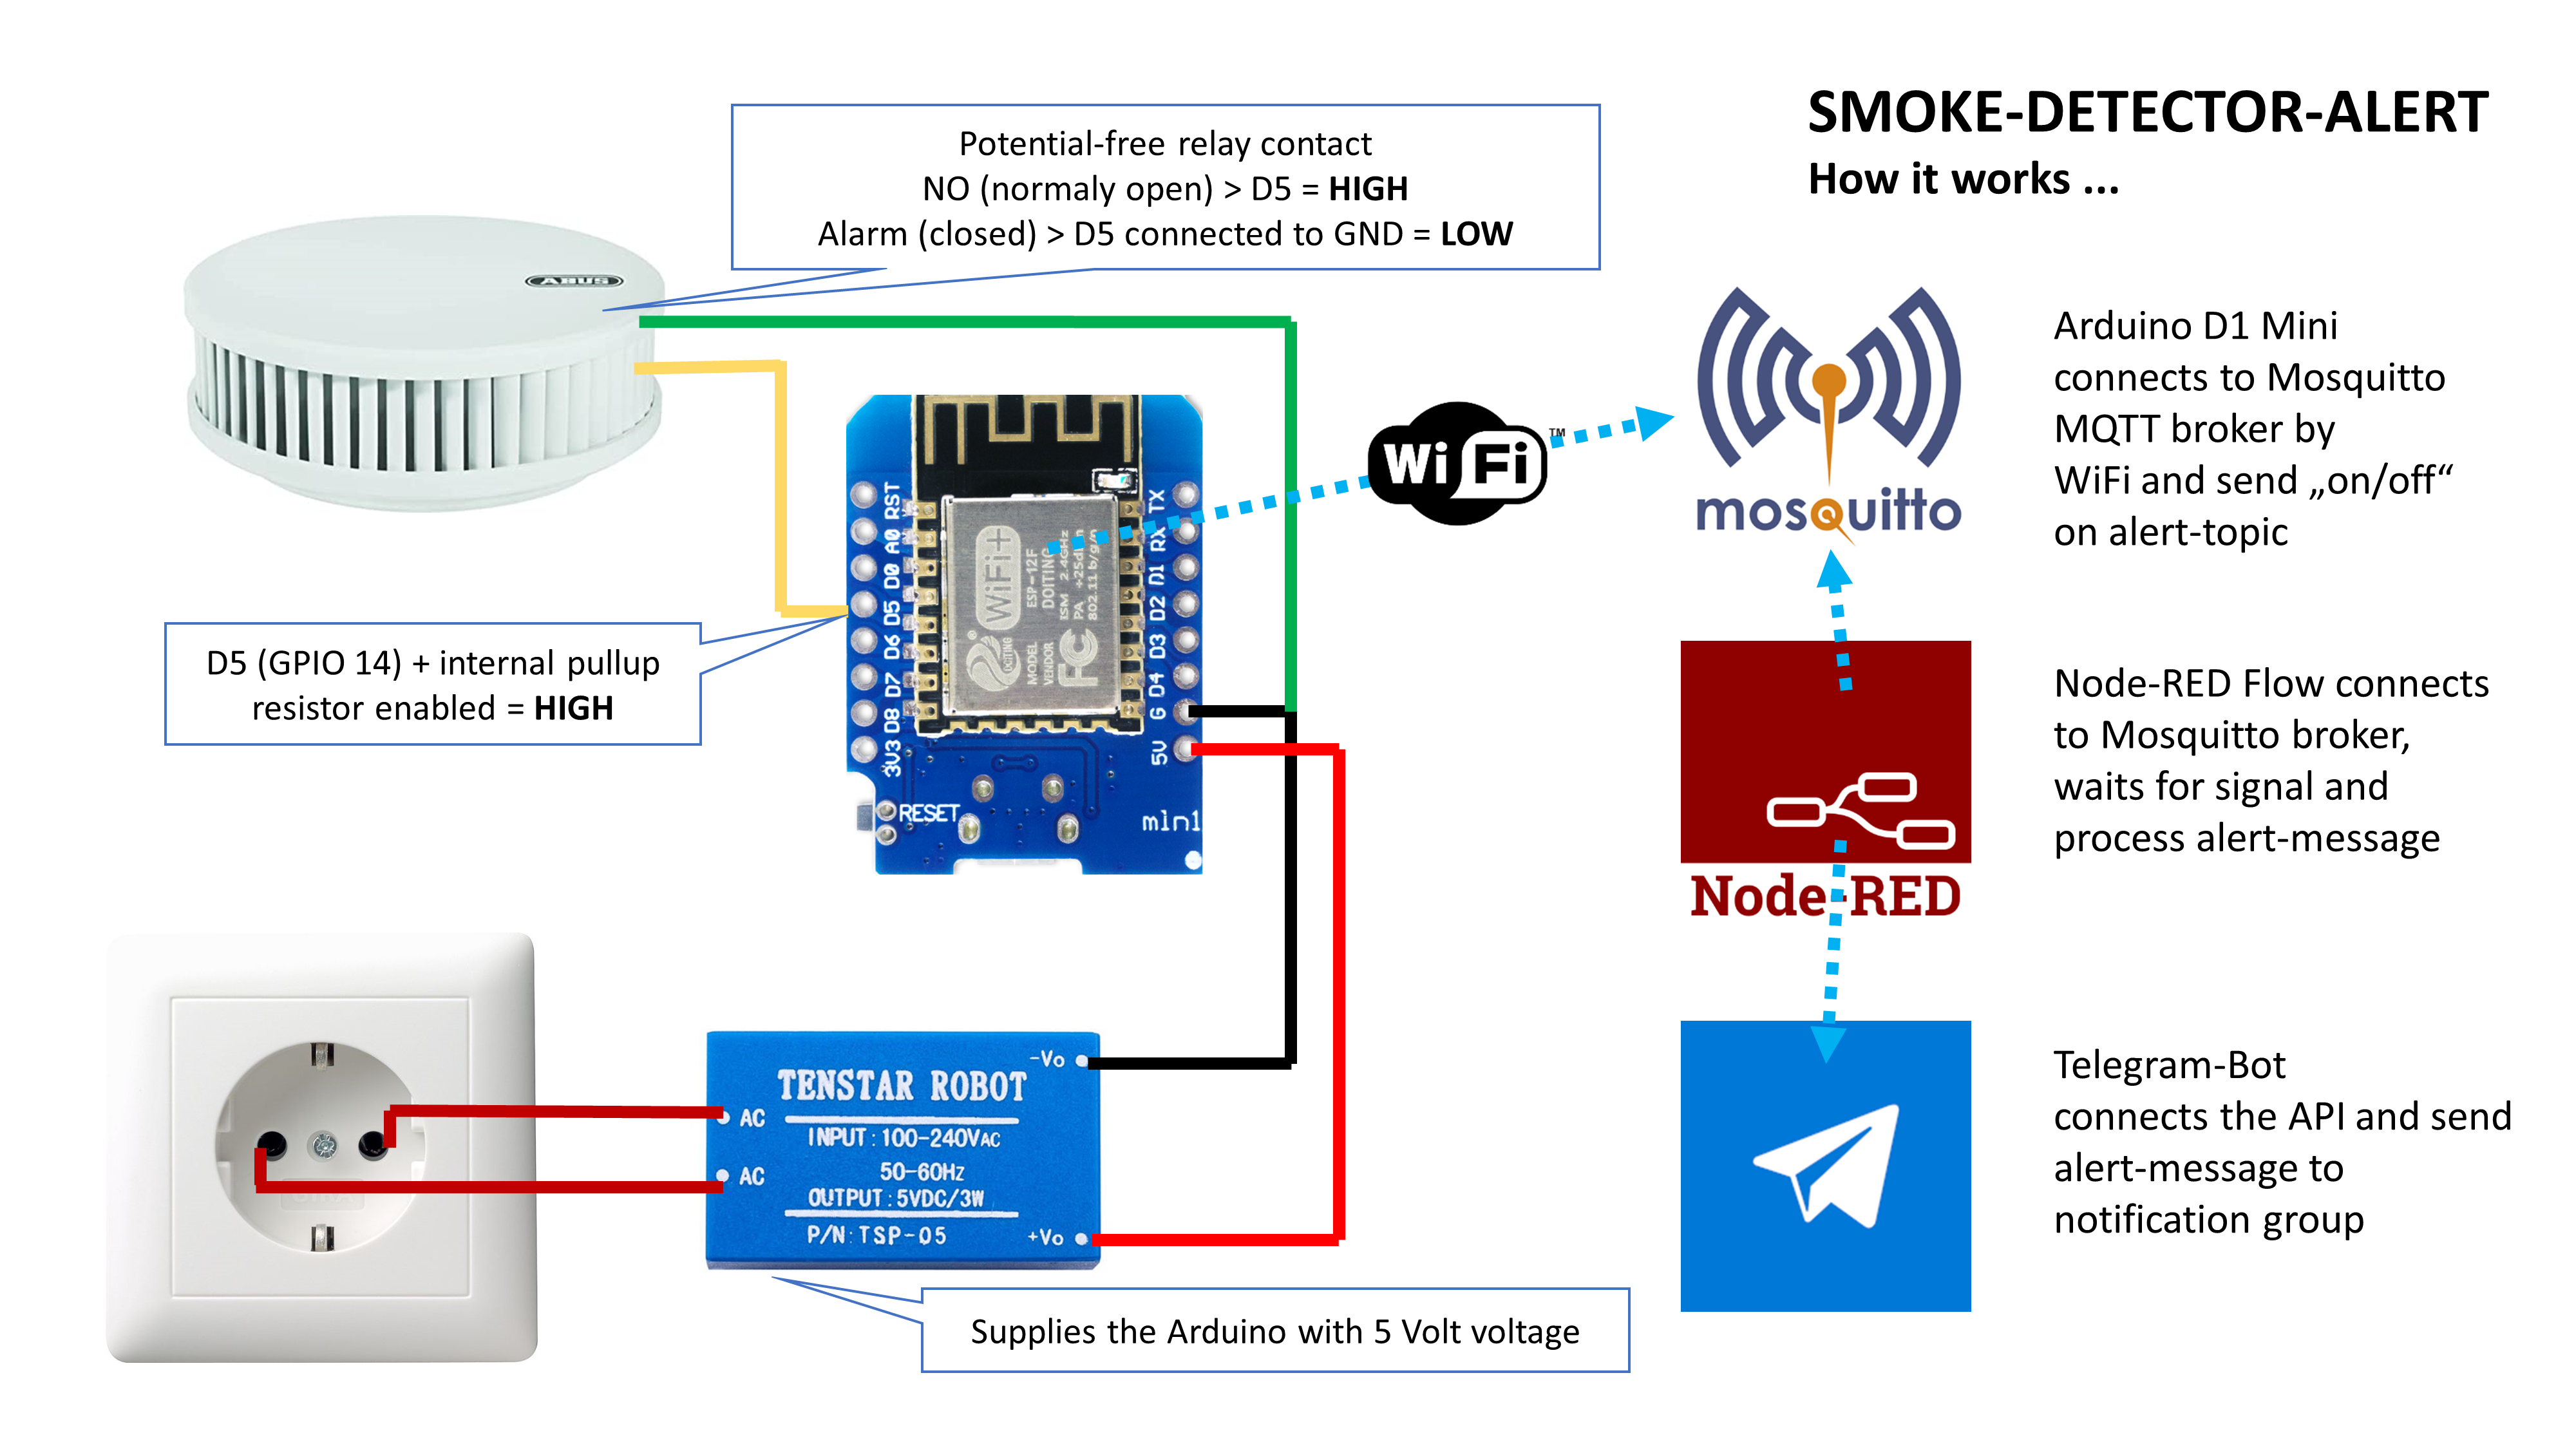 SMOKE-DETECTOR-ALERT
How it works ...
Potential-free relay contact
NO (normaly open) > D5 = HIGH
Alarm (closed) > D5 connected to GND = LOW
ABUS
D5 (GPIO 14) + internal pullup
resistor enabled = HIGH
RST
A0
D0
D5
D6
D7
D8
3V3
TX
RX
D1
D2
D3
D4
G
5V
WiFi+
MODEL ESP-12F
VENDOR DOITING
ISM 2.4GHz
PA +25dBm
802.11 b/g/n
FC
RESET
mini
Wi Fi
TM
mosquitto
Arduino D1 Mini
connects to Mosquitto
MQTT broker by
WiFi and send „on/off“
on alert-topic
Node-RED
Node-RED Flow connects
to Mosquitto broker,
waits for signal and
process alert-message
Telegram-Bot
connects the API and send
alert-message to
notification group
TENSTAR ROBOT
-Vo
AC
INPUT:100-240VAC
50-60Hz
AC
OUTPUT:5VDC/3W
P/N:TSP-05
+Vo
Supplies the Arduino with 5 Volt voltage